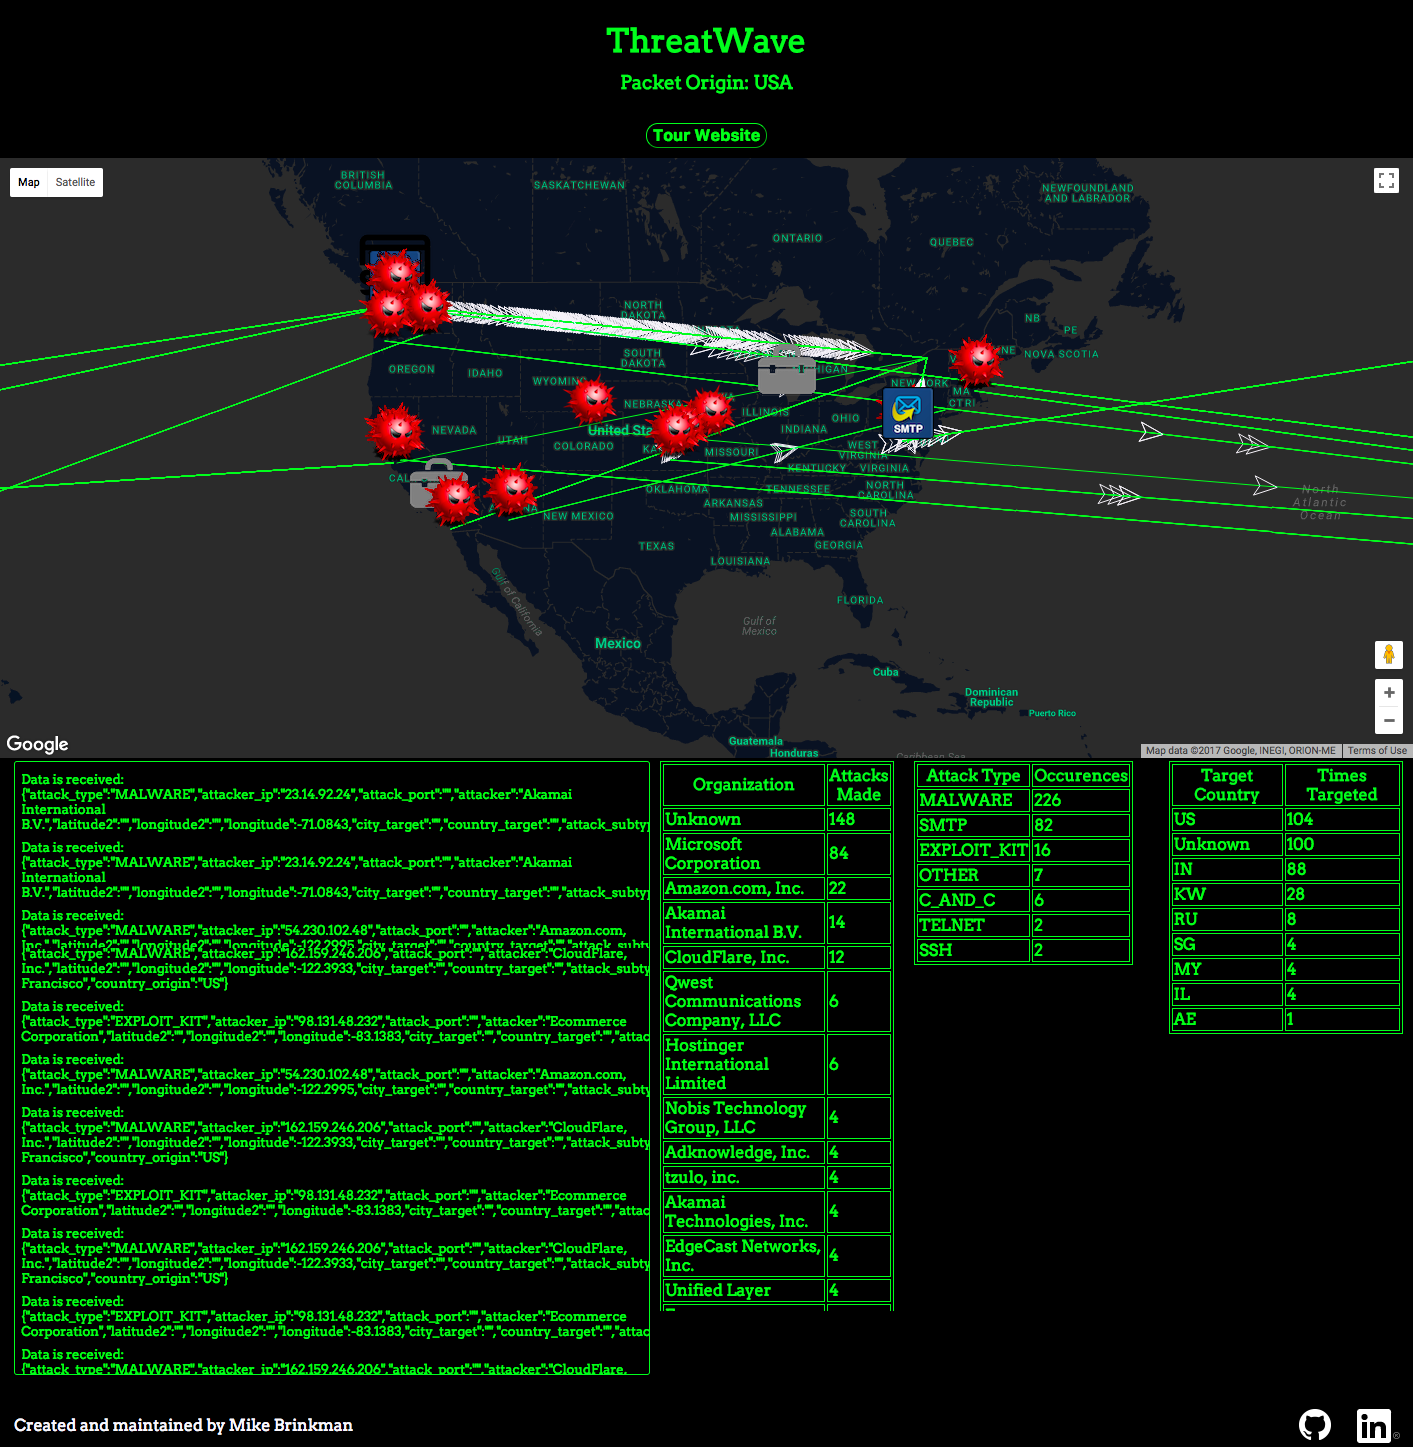 ThreatWave
Packet Origin: USA
Tour Website
Map
Satellite
BRITISH
COLUMBIA
SASKATCHEWAN
NEWFOUNDLAND
AND LABRADOR
ONTARIO
QUEBEC
NORTH
DAKOTA
NB
PE
NOVA SCOTIA
SOUTH
DAKOTA
OREGON
IDAHO
WYOMING
NEBRASKA
NEW YORK
MA
CTRI
ILLINOIS
OHIO
INDIANA
NEVADA
UTAH
COLORADO
MISSOURI
WEST
VIRGINIA
KENTUCKY
VIRGINIA
SMTP
OKLAHOMA
TENNESSEE
NORTH
CAROLINA
ARKANSAS
MISSISSIPPI
SOUTH
CAROLINA
NEW MEXICO
ALABAMA
GEORGIA
TEXAS
LOUISIANA
FLORIDA
North
Atlantic
Ocean
Gulf of California
Gulf of
Mexico
Mexico
Cuba
Dominican
Republic
Puerto Rico
Guatemala
Honduras
Caribbean Sea
Google
Map data ©2017 Google, INEGI, ORION-ME
Terms of Use
Data is received:
{"attack_type":"MALWARE","attacker_ip":"23.14.92.24","attack_port":"","attacker":"Akamai
International
B.V.","latitude2":"","longitude2":"","longitude":-71.0843,"city_target":"","country_target":"","attack_subtyp
Data is received:
{"attack_type":"MALWARE","attacker_ip":"23.14.92.24","attack_port":"","attacker":"Akamai
International
B.V.","latitude2":"","longitude2":"","longitude":-71.0843,"city_target":"","country_target":"","attack_subtyp
Data is received:
{"attack_type":"MALWARE","attacker_ip":"54.230.102.48","attack_port":"","attacker":"Amazon.com,
Inc.","latitude2":"","longitude2":"","longitude":-122.2995,"city_target":"","country_target":"","attack_subty
{"attack_type":"MALWARE","attacker_ip":"162.159.246.206","attack_port":"","attacker":"CloudFlare,
Inc.","latitude2":"","longitude2":"","longitude":-122.3933,"city_target":"","country_target":"","attack_subty
Francisco","country_origin":"US"}
Data is received:
{"attack_type":"EXPLOIT_KIT","attacker_ip":"98.131.48.232","attack_port":"","attacker":"Ecommerce
Corporation","latitude2":"","longitude2":"","longitude":-83.1383,"city_target":"","country_target":"","attac
Data is received:
{"attack_type":"MALWARE","attacker_ip":"54.230.102.48","attack_port":"","attacker":"Amazon.com,
Inc.","latitude2":"","longitude2":"","longitude":-122.2995,"city_target":"","country_target":"","attack_subty
Data is received:
{"attack_type":"MALWARE","attacker_ip":"162.159.246.206","attack_port":"","attacker":"CloudFlare,
Inc.","latitude2":"","longitude2":"","longitude":-122.3933,"city_target":"","country_target":"","attack_subty
Francisco","country_origin":"US"}
Data is received:
{"attack_type":"EXPLOIT_KIT","attacker_ip":"98.131.48.232","attack_port":"","attacker":"Ecommerce
Corporation","latitude2":"","longitude2":"","longitude":-83.1383,"city_target":"","country_target":"","attac
Data is received:
{"attack_type":"MALWARE","attacker_ip":"162.159.246.206","attack_port":"","attacker":"CloudFlare,
Inc.","latitude2":"","longitude2":"","longitude":-122.3933,"city_target":"","country_target":"","attack_subty
Francisco","country_origin":"US"}
Data is received:
{"attack_type":"EXPLOIT_KIT","attacker_ip":"98.131.48.232","attack_port":"","attacker":"Ecommerce
Corporation","latitude2":"","longitude2":"","longitude":-83.1383,"city_target":"","country_target":"","attac
Data is received:
{"attack_type":"MALWARE","attacker_ip":"162.159.246.206","attack_port":"","attacker":"CloudFlare,
Organization Attacks Made
Unknown 148
Microsoft Corporation 84
Amazon.com, Inc. 22
Akamai International B.V. 14
CloudFlare, Inc. 12
Qwest Communications Company, LLC 6
Hostinger International Limited 6
Nobis Technology Group, LLC 4
Adknowledge, Inc. 4
tzulo, inc. 4
Akamai Technologies, Inc. 4
EdgeCast Networks, Inc. 4
Unified Layer 4
Attack Type Occurences
MALWARE 226
SMTP 82
EXPLOIT_KIT 16
OTHER 7
C_AND_C 6
TELNET 2
SSH 2
Target Country Times Targeted
US 104
Unknown 100
IN 88
KW 28
RU 8
SG 4
MY 4
IL 4
AE 1
Created and maintained by Mike Brinkman
in